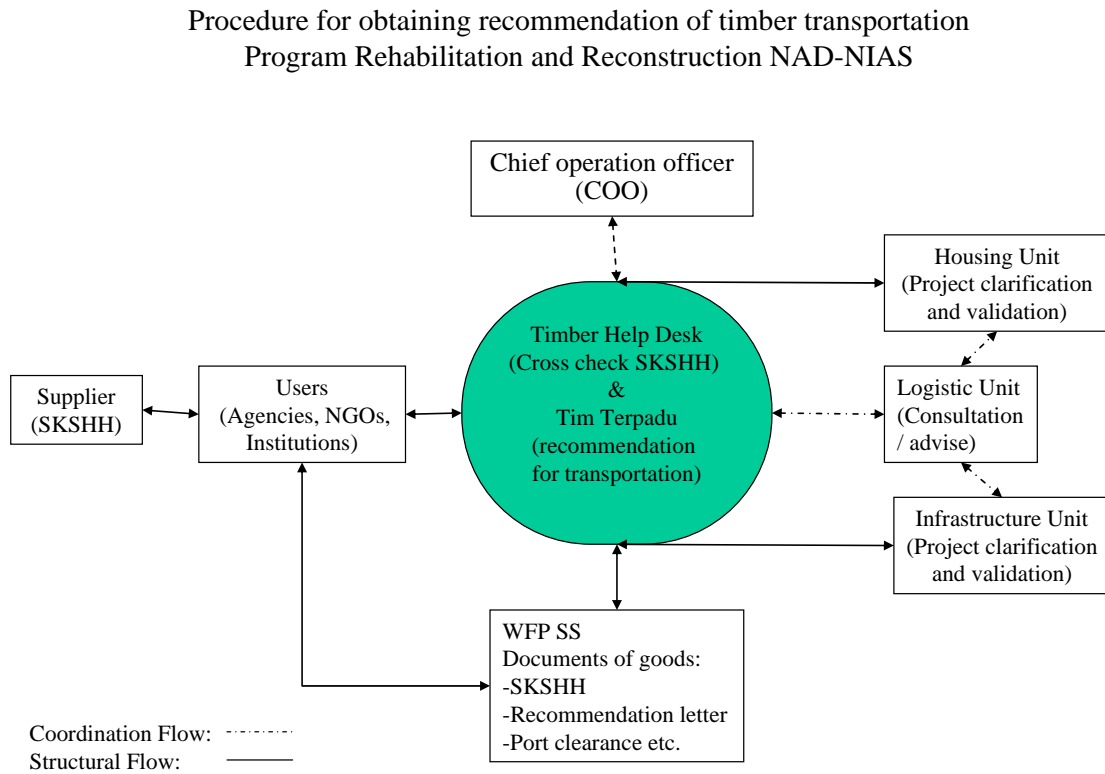 Procedure for obtaining recommendation of timber transportation
Program Rehabilitation and Reconstruction NAD-NIAS
Chief operation officer
(COO)
Housing Unit
(Project clarification
and validation)
Timber Help Desk
(Cross check SKSHH)
&
Tim Terpadu
(recommendation
for transportation)
Supplier
(SKSHH)
Users
(Agencies, NGOs,
Institutions)
Logistic Unit
(Consultation
/ advise)
Infrastructure Unit
(Project clarification
and validation)
WFP SS
Documents of goods:
-SKSHH
-Recommendation letter
-Port clearance etc.
Coordination Flow:
Structural Flow: